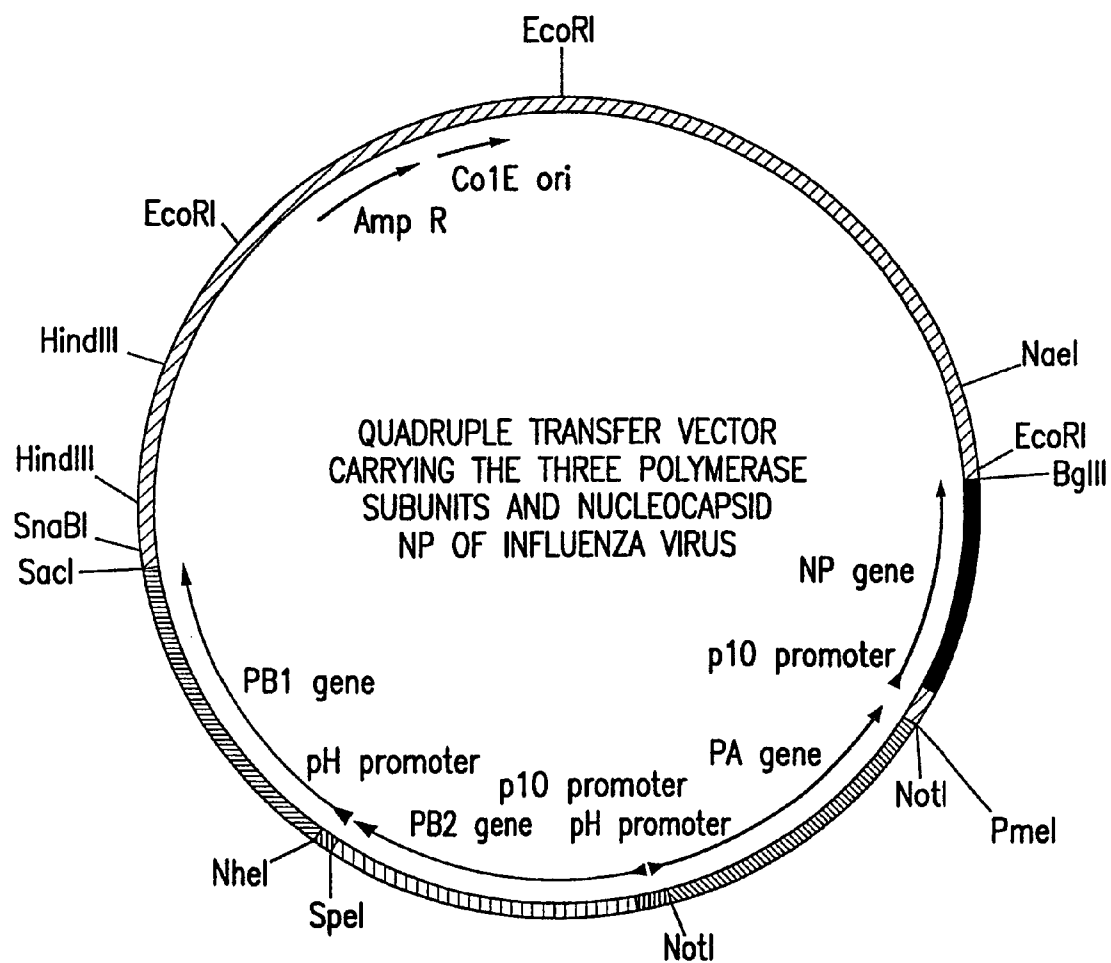 EcoRI
Co1E ori
Amp R
EcoRI
HindIII
NaeI
QUADRUPLE TRANSFER VECTOR
CARRYING THE THREE POLYMERASE
SUBUNITS AND NUCLEOCAPSID
NP OF INFLUENZA VIRUS
EcoRI
BglII
HindIII
SnaBI
SacI
NP gene
p10 promoter
PB1 gene
PA gene
pH promoter
p10 promoter
PB2 gene
pH promoter
NotI
PmeI
NheI
SpeI
NotI